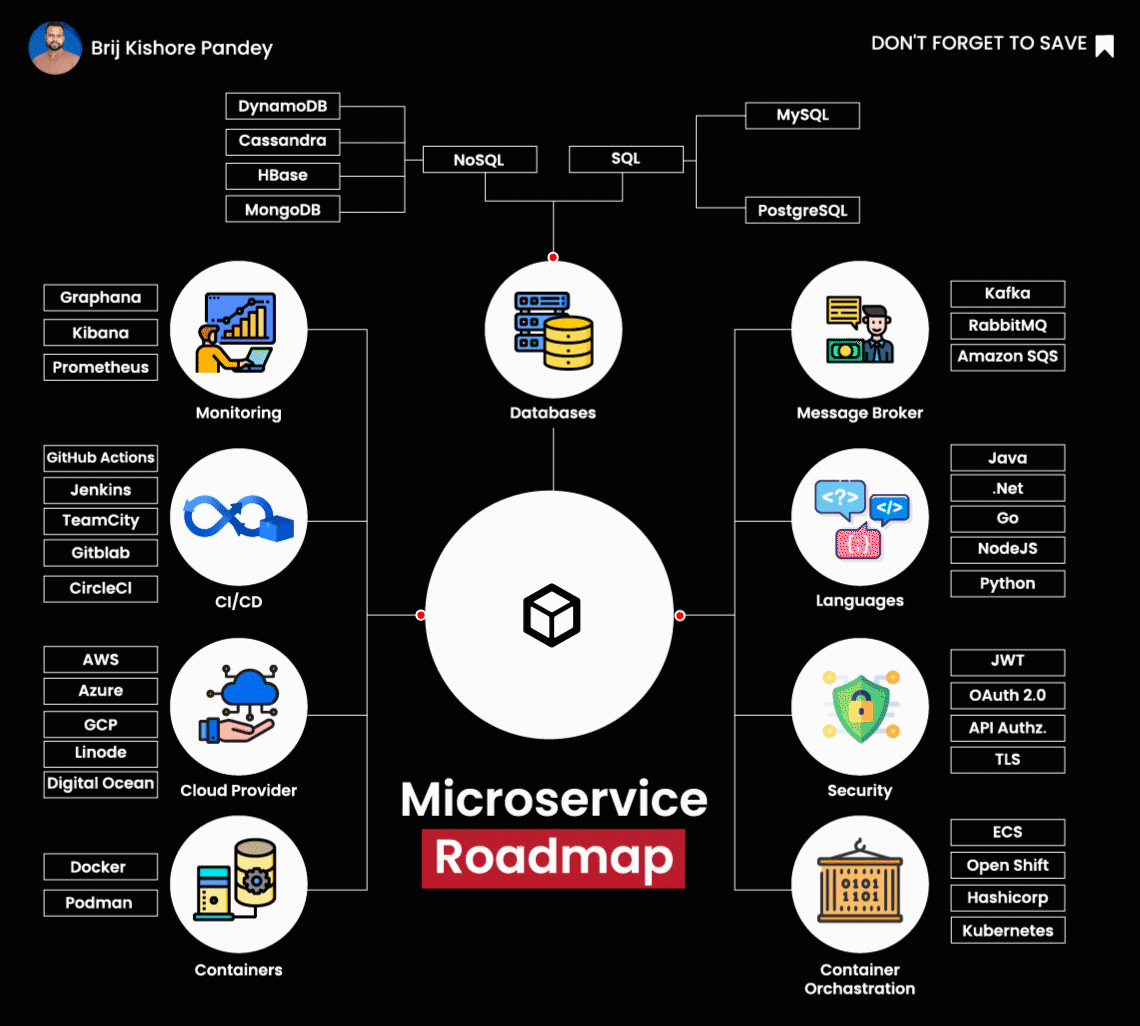 Brij Kishore Pandey
DON'T FORGET TO SAVE
DynamoDB
Cassandra
HBase
MongoDB
NoSQL
SQL
MySQL
PostgreSQL
Graphana
Kibana
Prometheus
Monitoring
Databases
Message Broker
Kafka
RabbitMQ
Amazon SQS
GitHub Actions
Jenkins
TeamCity
Gitblab
CircleCI
CI/CD
<?>
</>
{;}
Languages
Java
.Net
Go
NodeJS
Python
AWS
Azure
GCP
Linode
Digital Ocean
Cloud Provider
Security
JWT
OAuth 2.0
API Authz.
TLS
Microservice
Roadmap
Docker
Podman
Containers
0101
1101
Container
Orchastration
ECS
Open Shift
Hashicorp
Kubernetes